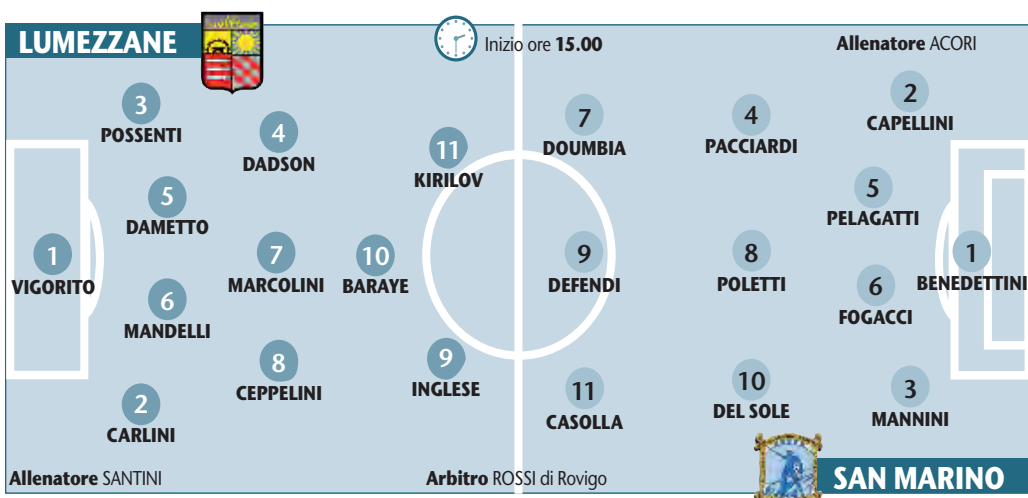 LUMEZZANE
Inizio ore 15.00
Allenatore ACORI
3
POSSENTI
4
DADSON
11
KIRILOV
5
DAMETTO
1
VIGORITO
7
MARCOLINI
10
BARAYE
6
MANDELLI
8
CEPPELINI
9
INGLESE
2
CARLINI
7
DOUMBIA
4
PACCIARDI
2
CAPELLINI
5
PELAGATTI
9
DEFENDI
8
POLETTI
1
BENEDETTINI
6
FOGACCI
11
CASOLLA
10
DEL SOLE
3
MANNINI
Allenatore SANTINI
Arbitro ROSSI di Rovigo
SAN MARINO